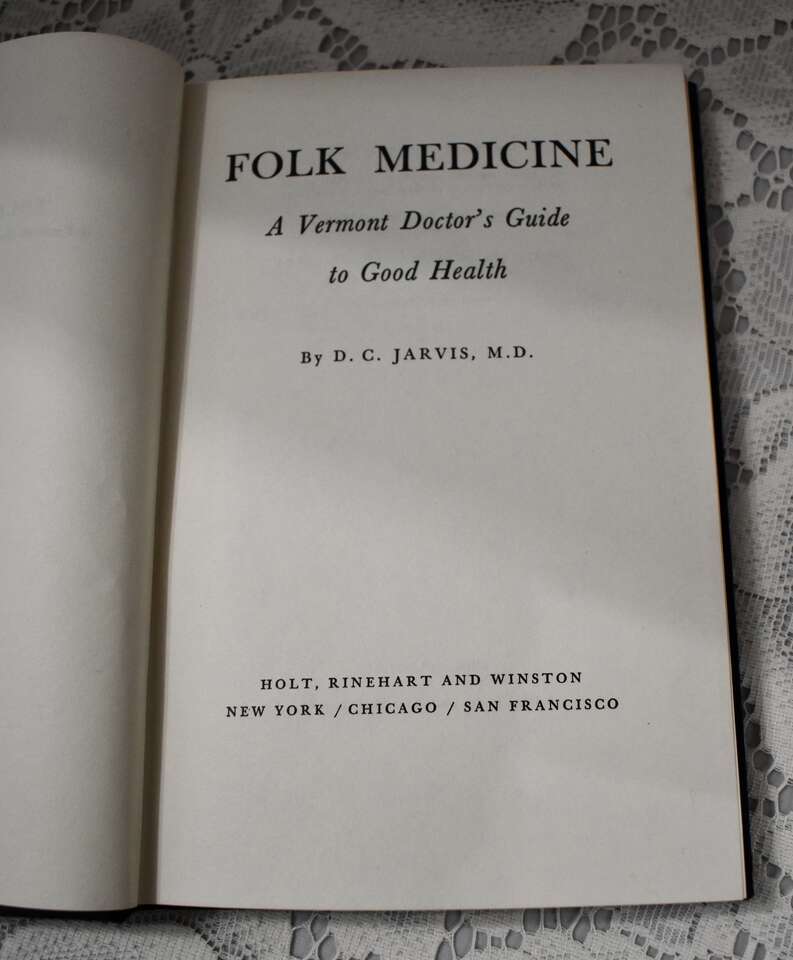 FOLK MEDICINE
A Vermont Doctor's Guide
to Good Health
By D. C. JARVIS, M.D.
HOLT, RINEHART AND WINSTON
NEW YORK / CHICAGO / SAN FRANCISCO